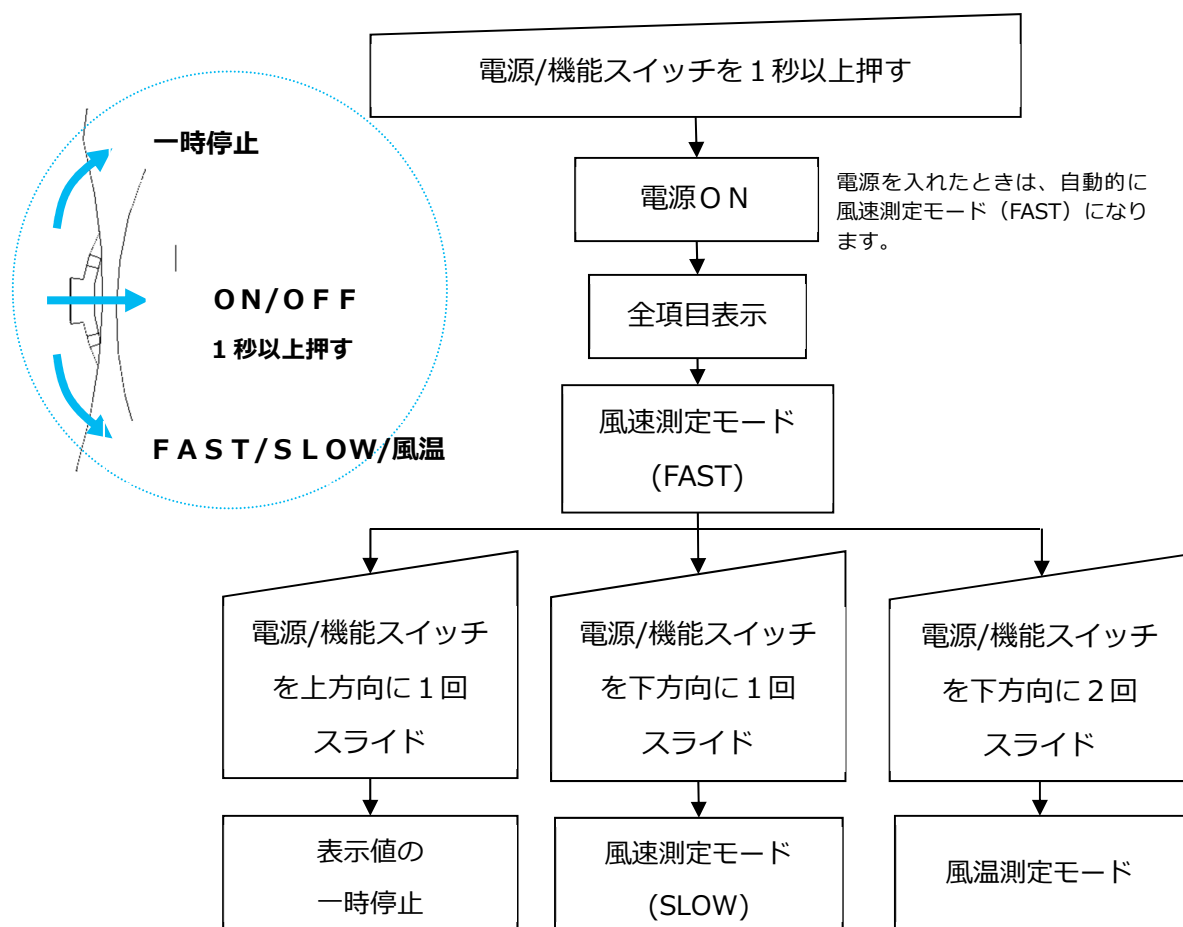 電源/機能スイッチを１秒以上押す
一時停止
電源ＯＮ
電源を入れたときは、自動的に
風速測定モード（FAST）になり
ます。
ＯＮ/ＯＦＦ
１秒以上押す
全項目表示
ＦＡＳＴ/ＳＬＯＷ/風温
風速測定モード
(FAST)
電源/機能スイッチ
を上方向に１回
スライド
電源/機能スイッチ
を下方向に１回
スライド
電源/機能スイッチ
を下方向に２回
スライド
表示値の
一時停止
風速測定モード
(SLOW)
風温測定モード